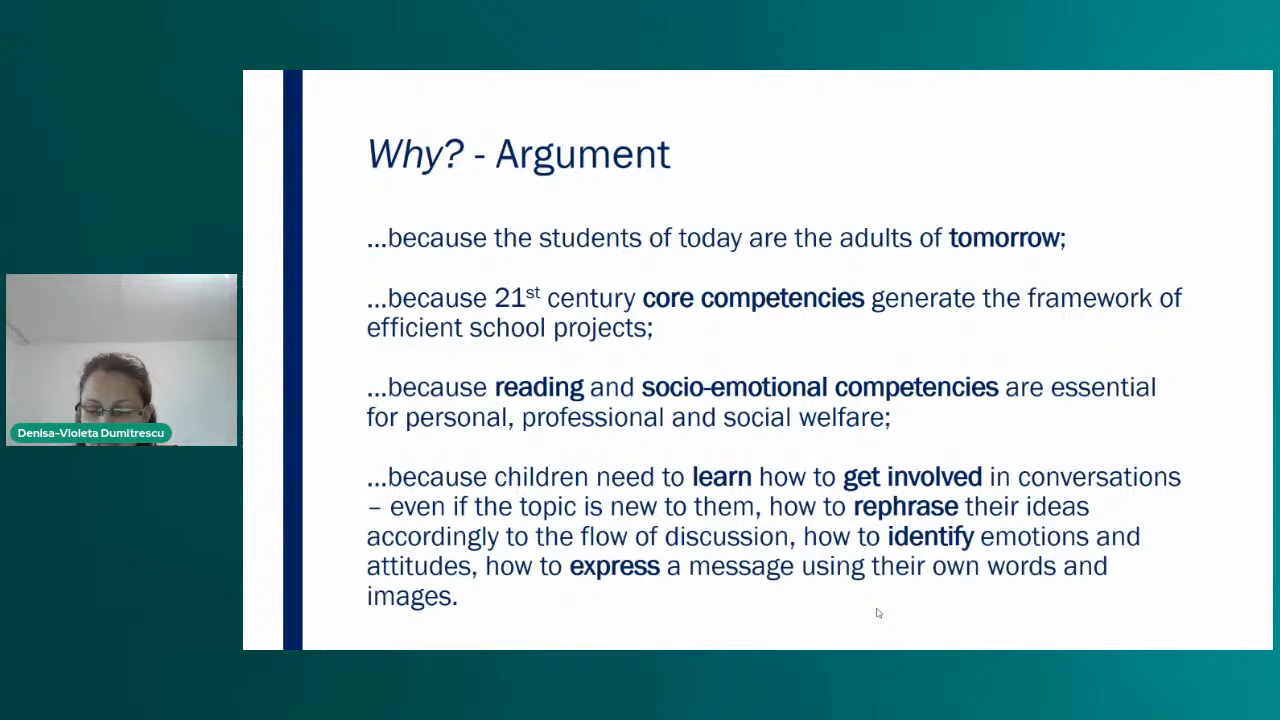 Why? - Argument
...because the students of today are the adults of tomorrow;
...because 21st century core competencies generate the framework of
efficient school projects;
...because reading and socio-emotional competencies are essential
for personal, professional and social welfare;
...because children need to learn how to get involved in conversations
– even if the topic is new to them, how to rephrase their ideas
accordingly to the flow of discussion, how to identify emotions and
attitudes, how to express a message using their own words and
images.
Denisa-Violeta Dumitrescu